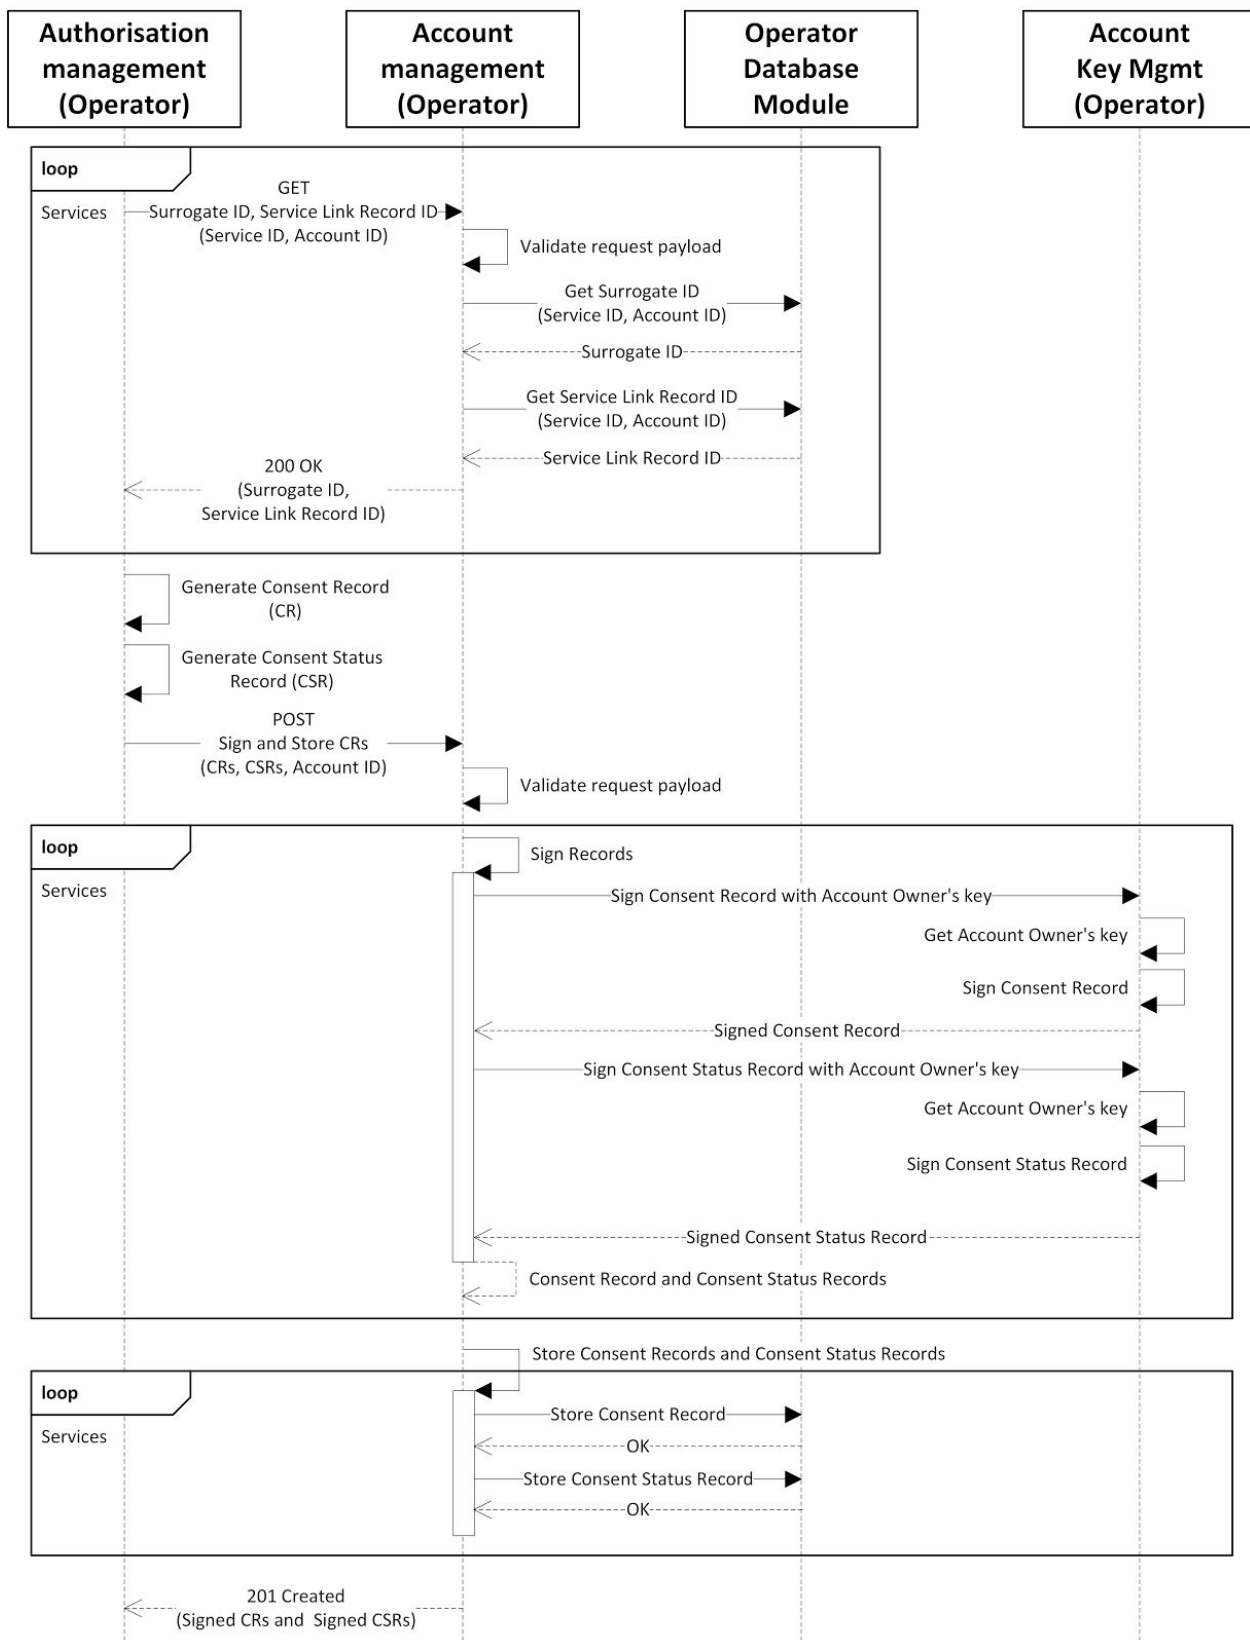 Authorisation
management
(Operator)
Account
management
(Operator)
Operator
Database
Module
Account
Key Mgmt
(Operator)
loop
Services
GET
Surrogate ID, Service Link Record ID
(Service ID, Account ID)
Validate request payload
Get Surrogate ID
(Service ID, Account ID)
Surrogate ID
Get Service Link Record ID
(Service ID, Account ID)
Service Link Record ID
200 OK
(Surrogate ID,
Service Link Record ID)
Generate Consent Record
(CR)
Generate Consent Status
Record (CSR)
POST
Sign and Store CRs
(CRs, CSRs, Account ID)
Validate request payload
loop
Services
Sign Records
Sign Consent Record with Account Owner's key
Get Account Owner's key
Sign Consent Record
Signed Consent Record
Sign Consent Status Record with Account Owner's key
Get Account Owner's key
Sign Consent Status Record
Signed Consent Status Record
Consent Record and Consent Status Records
Store Consent Records and Consent Status Records
loop
Services
Store Consent Record
OK
Store Consent Status Record
OK
201 Created
(Signed CRs and  Signed CSRs)